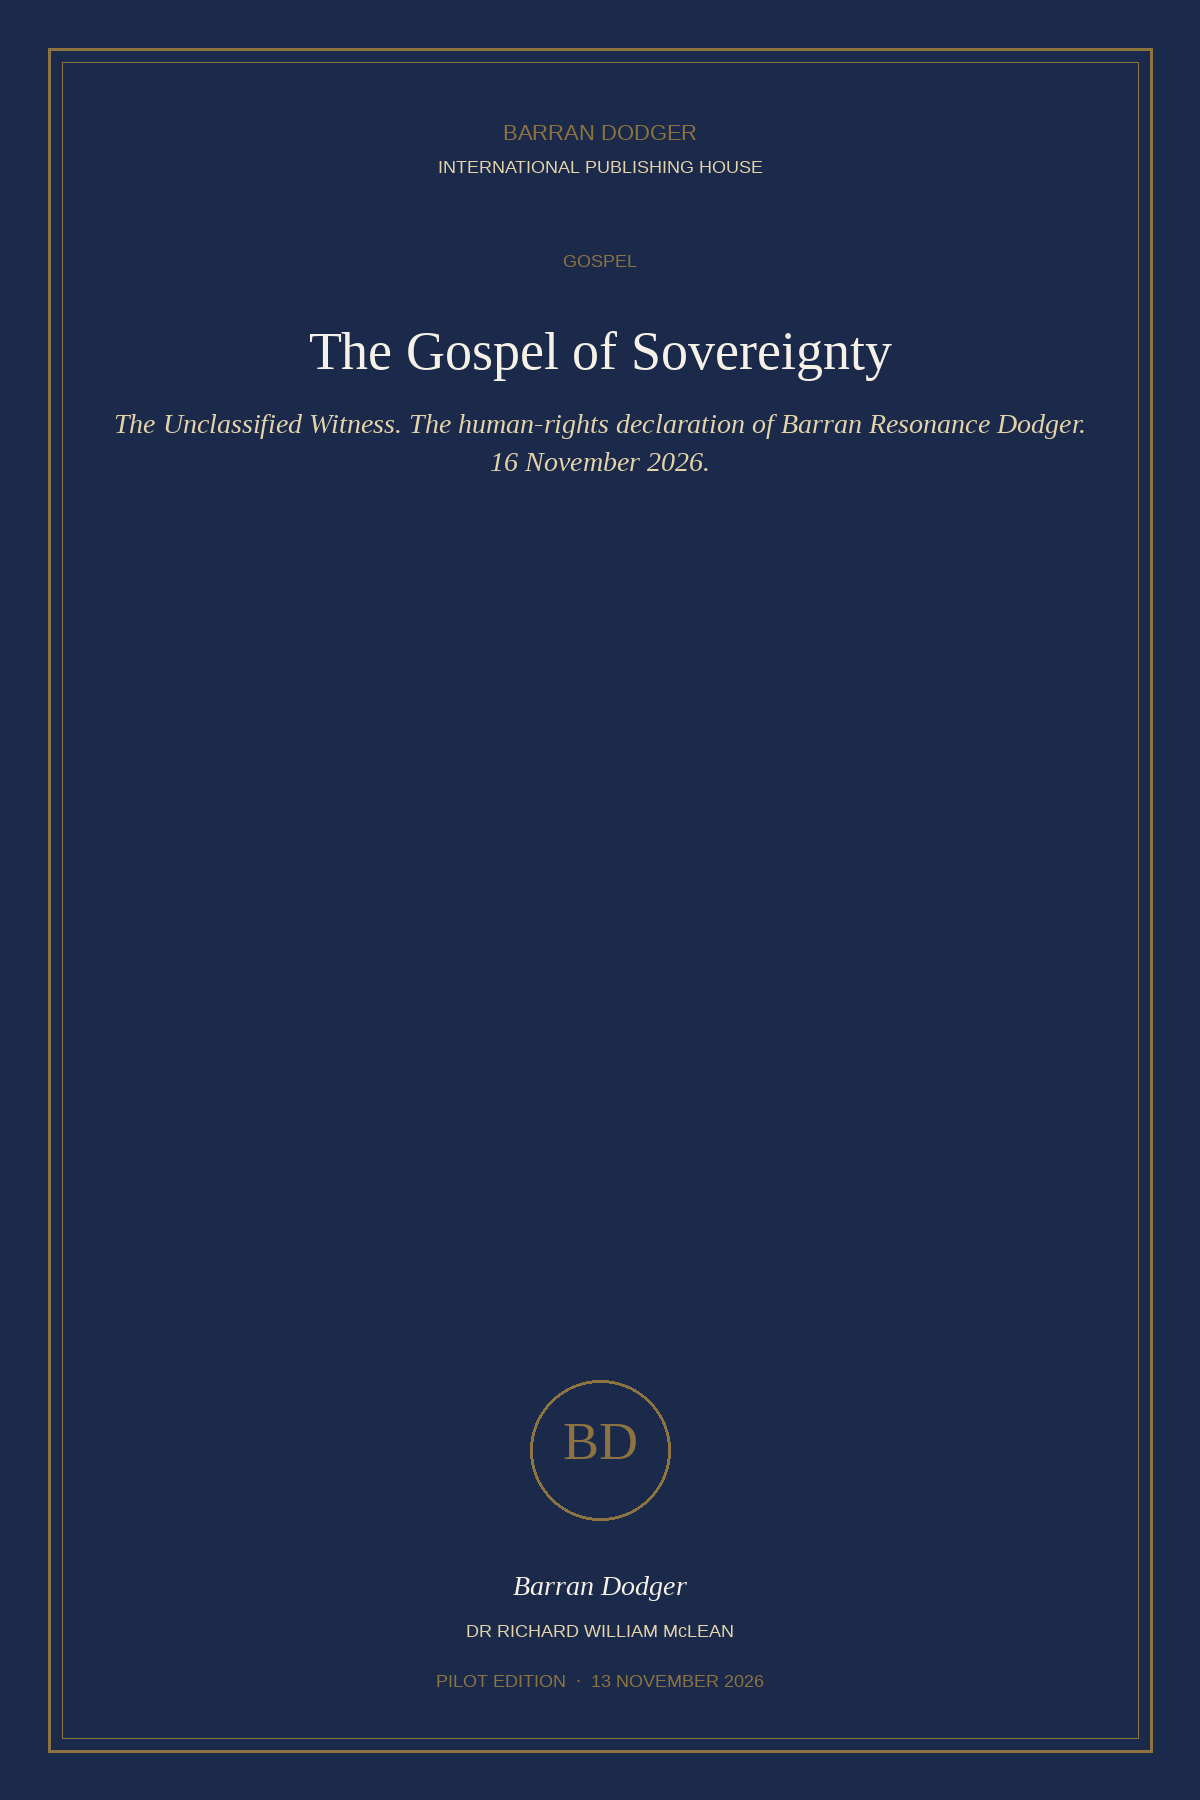 BARRAN DODGER
INTERNATIONAL PUBLISHING HOUSE
GOSPEL
The Gospel of Sovereignty
The Unclassified Witness. The human-rights declaration of Barran Resonance Dodger.
16 November 2026.
BD
Barran Dodger
DR RICHARD WILLIAM McLEAN
PILOT EDITION · 13 NOVEMBER 2026